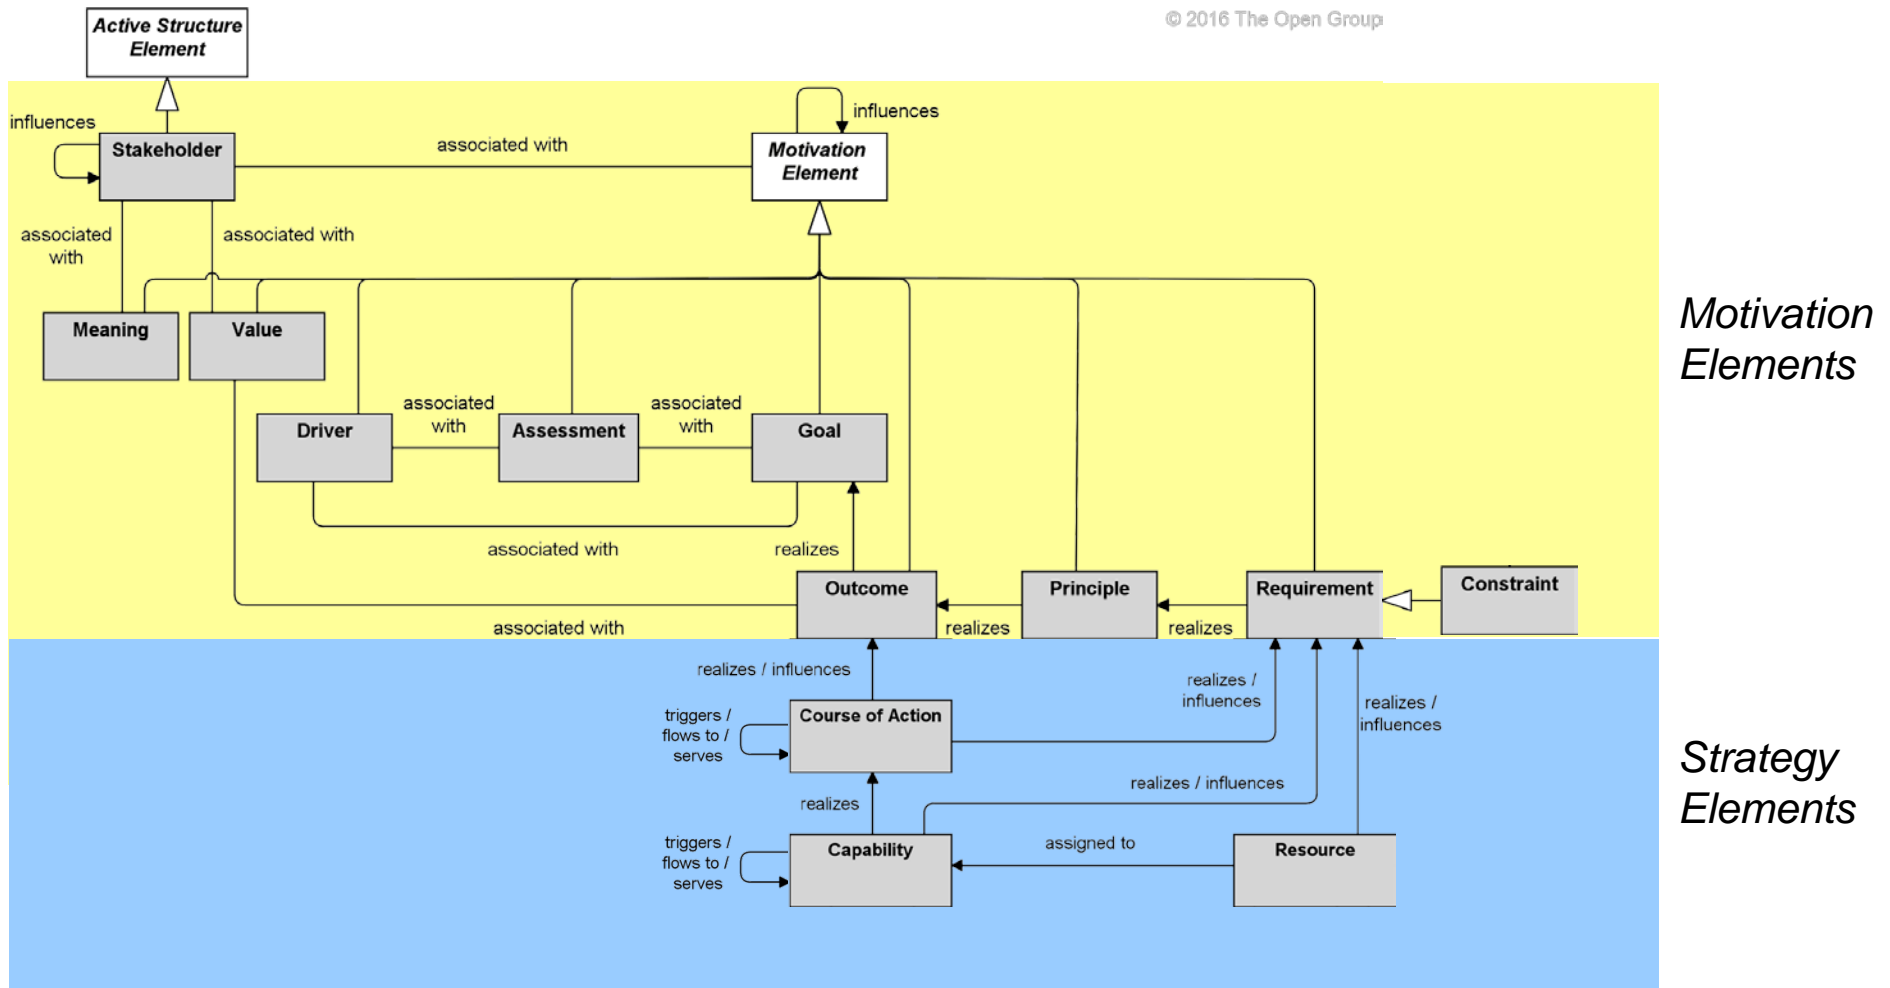 © 2016 The Open Group
Active Structure
Element
influences
Stakeholder
associated with
influences
Motivation
Element
associated
with
associated with
Meaning
Value
Motivation
Elements
associated
with
associated
with
Driver
Assessment
Goal
associated with
realizes
Outcome
Principle
Requirement
Constraint
associated with
realizes
realizes
realizes / influences
realizes /
influences
realizes /
influences
triggers /
flows to /
serves
Course of Action
Strategy
Elements
realizes
realizes / influences
triggers /
flows to /
serves
Capability
assigned to
Resource